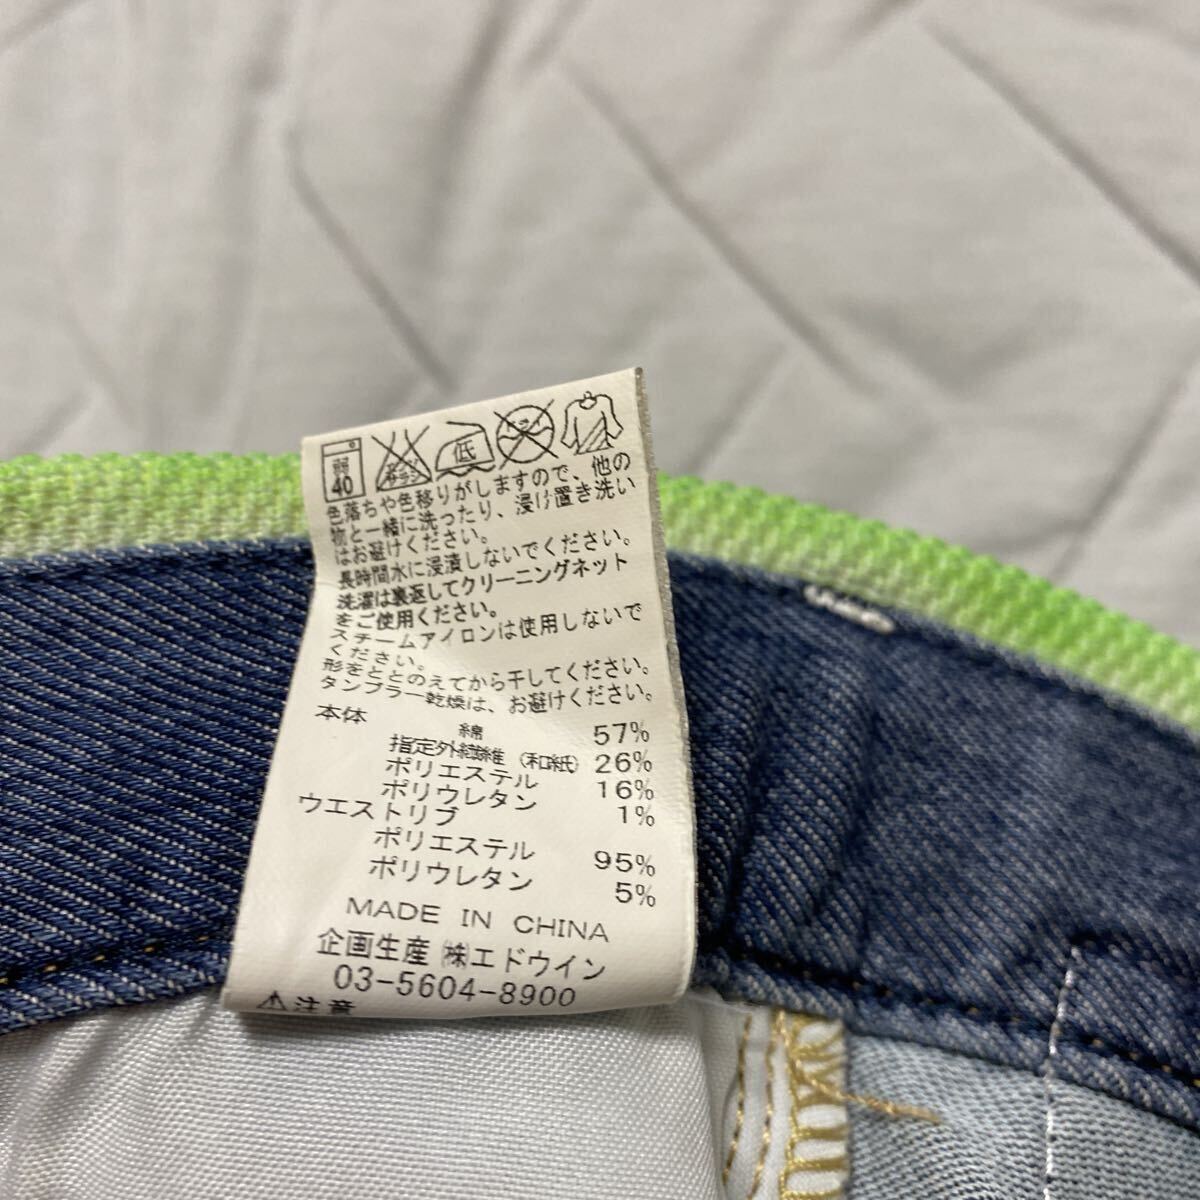 弱
40
低
色落ちや色移りがしますので、他の
物と一緒に洗ったり、浸け置き洗い
はお避けください。
長時間水に浸漬しないでください。
洗濯は裏返してクリーニングネット
をご使用ください。
スチームアイロンは使用しないで
ください。
形をととのえてから干してください。
タンブラー乾燥は、お避けください。
本体
綿 57%
指定外繊維（和紙） 26%
ポリエステル 16%
ポリウレタン 1%
ウエストリブ
ポリエステル 95%
ポリウレタン 5%
MADE IN CHINA
企画生産 ㈱エドウイン
03-5604-8900
⚠注意